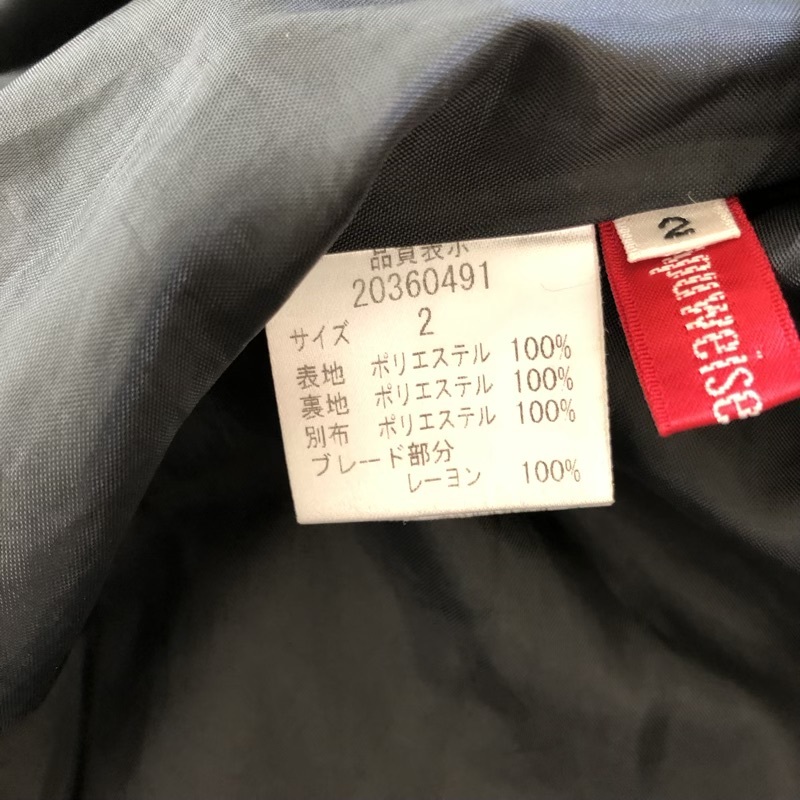 品質表示
20360491
サイズ 2
表地 ポリエステル 100%
裏地 ポリエステル 100%
別布 ポリエステル 100%
ブレード部分
レーヨン 100%
2